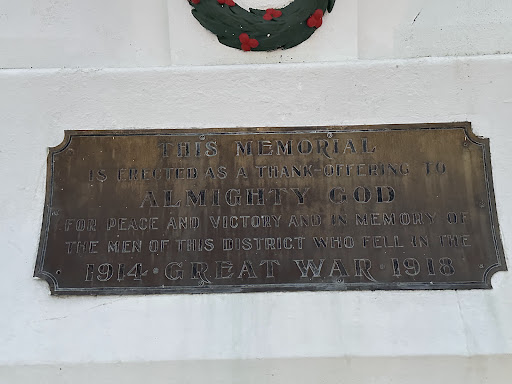 THIS MEMORIAL
IS ERECTED AS A THANK-OFFERING TO
ALMIGHTY GOD
FOR PEACE AND VICTORY AND IN MEMORY OF
THE MEN OF THIS DISTRICT WHO FELL IN THE
1914 · GREAT WAR · 1918